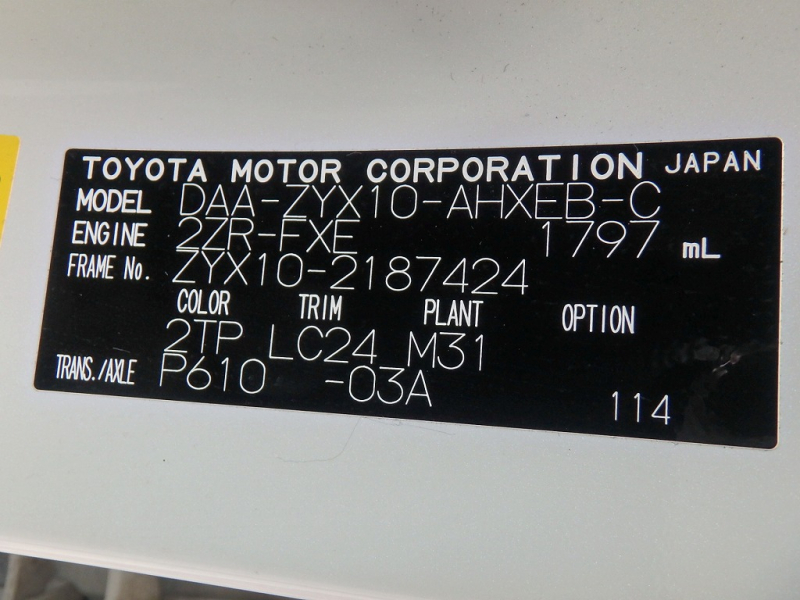 TOYOTA MOTOR CORPORATION JAPAN
MODEL DAA-ZYX10-AHXEB-C
ENGINE 2ZR-FXE 1797 mL
FRAME No. ZYX10-2187424
COLOR TRIM PLANT OPTION
2TP LC24 M31
TRANS./AXLE P610 -03A
114